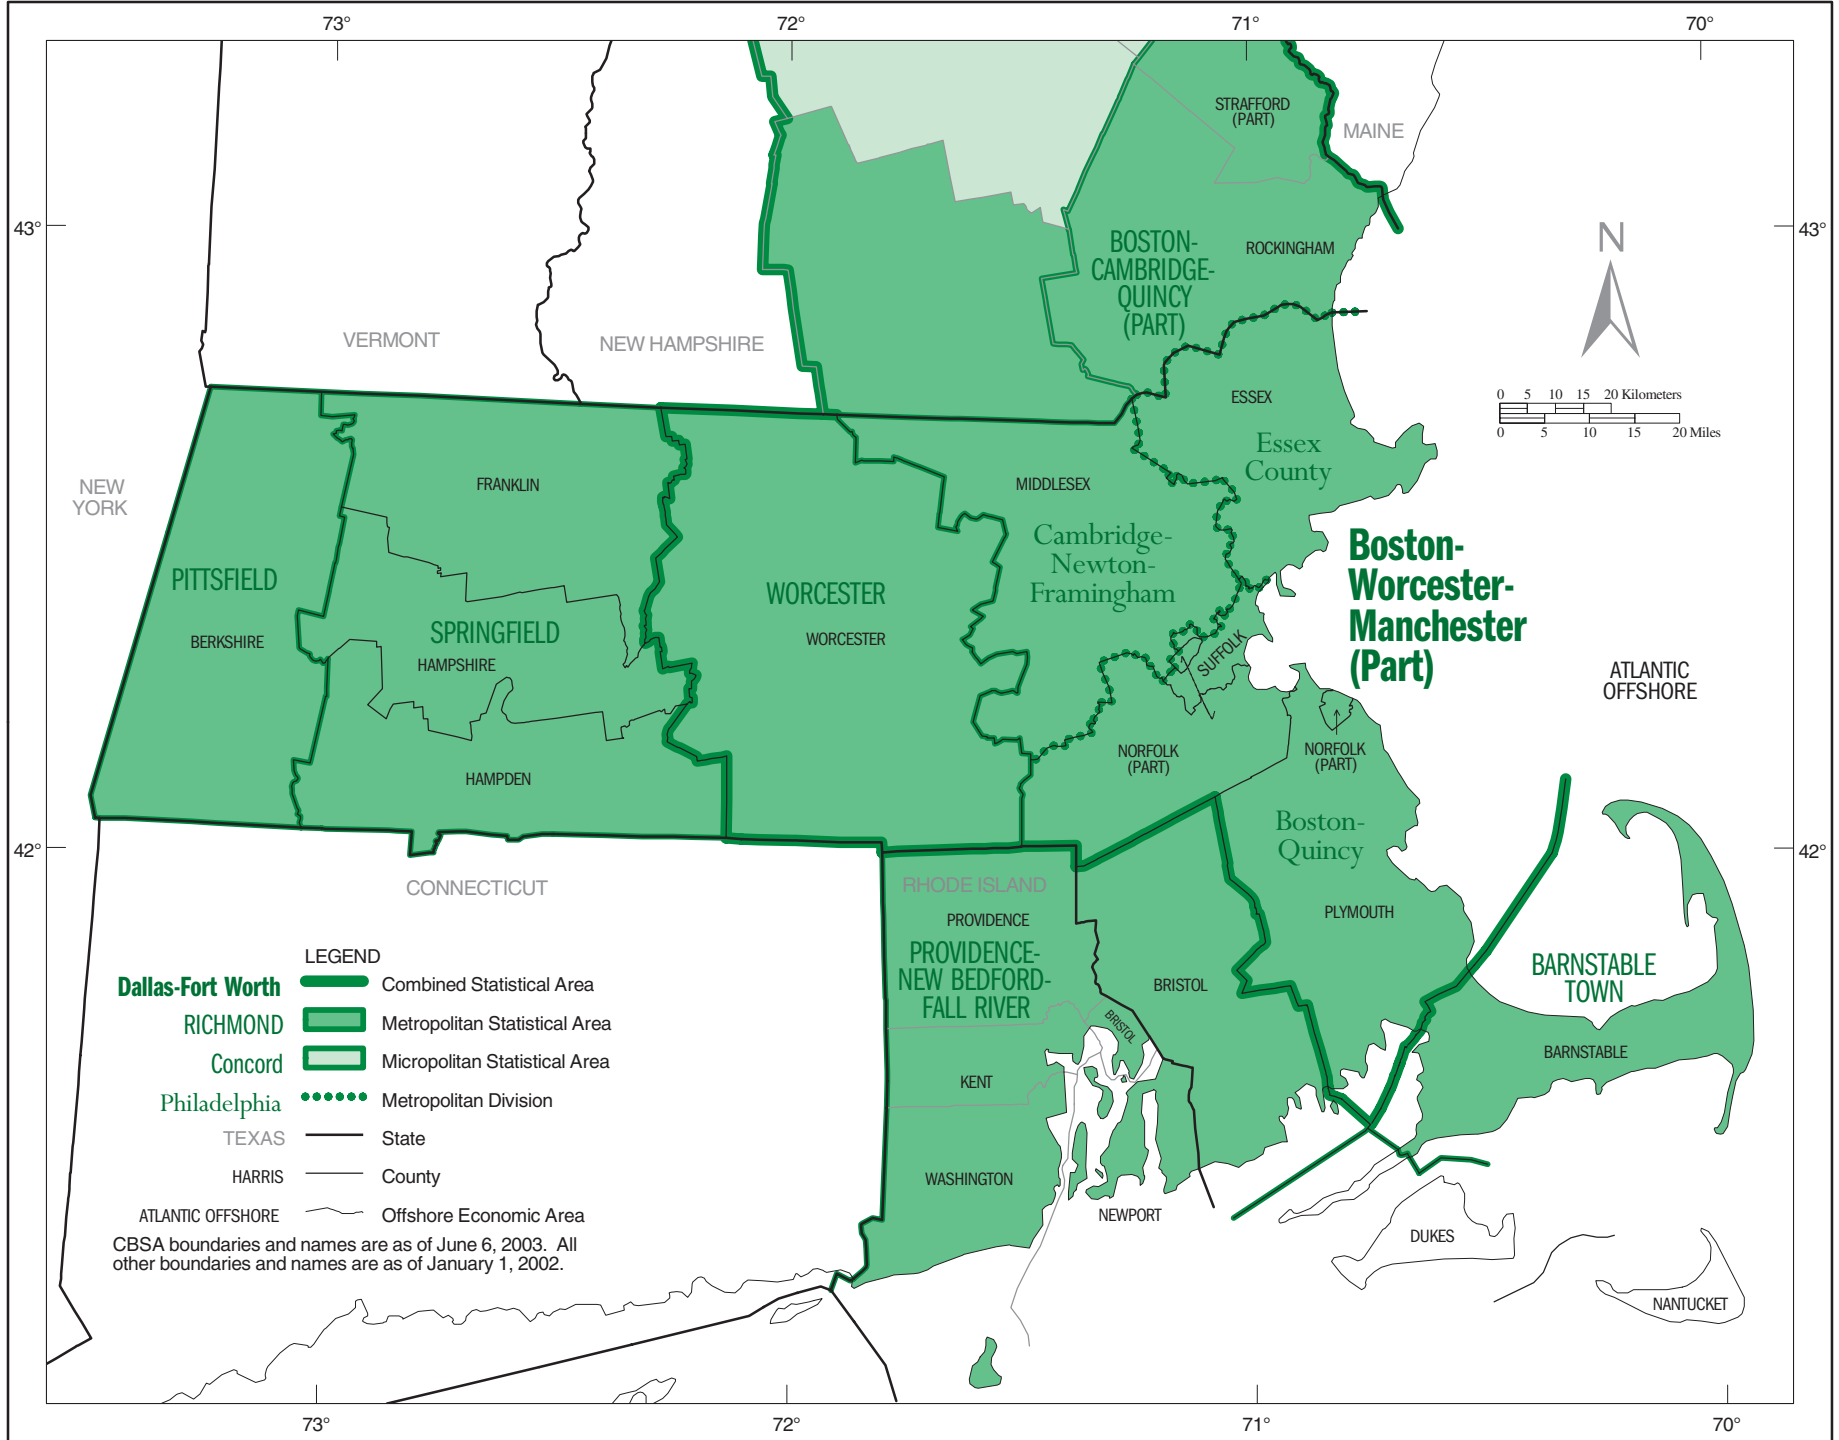 73°
72°
71°
70°
STRAFFORD
(PART)
MAINE
43°
43°
BOSTON-
CAMBRIDGE-
QUINCY
(PART)
ROCKINGHAM
N
VERMONT
NEW HAMPSHIRE
0 5 10 15 20 Kilometers
0 5 10 15 20 Miles
ESSEX
Essex
County
NEW
YORK
FRANKLIN
MIDDLESEX
Cambridge-
Newton-
Framingham
Boston-
Worcester-
Manchester
(Part)
PITTSFIELD
BERKSHIRE
SPRINGFIELD
HAMPSHIRE
WORCESTER
WORCESTER
SUFFOLK
ATLANTIC
OFFSHORE
HAMPDEN
NORFOLK
(PART)
NORFOLK
(PART)
Boston-
Quincy
42°
42°
CONNECTICUT
RHODE ISLAND
PROVIDENCE
PROVIDENCE-
NEW BEDFORD-
FALL RIVER
PLYMOUTH
BRISTOL
BRISTOL
BARNSTABLE
TOWN
BARNSTABLE
KENT
WASHINGTON
NEWPORT
DUKES
NANTUCKET
LEGEND
Dallas-Fort Worth Combined Statistical Area
RICHMOND Metropolitan Statistical Area
Concord Micropolitan Statistical Area
Philadelphia Metropolitan Division
TEXAS State
HARRIS County
ATLANTIC OFFSHORE Offshore Economic Area
CBSA boundaries and names are as of June 6, 2003. All
other boundaries and names are as of January 1, 2002.
73°
72°
71°
70°